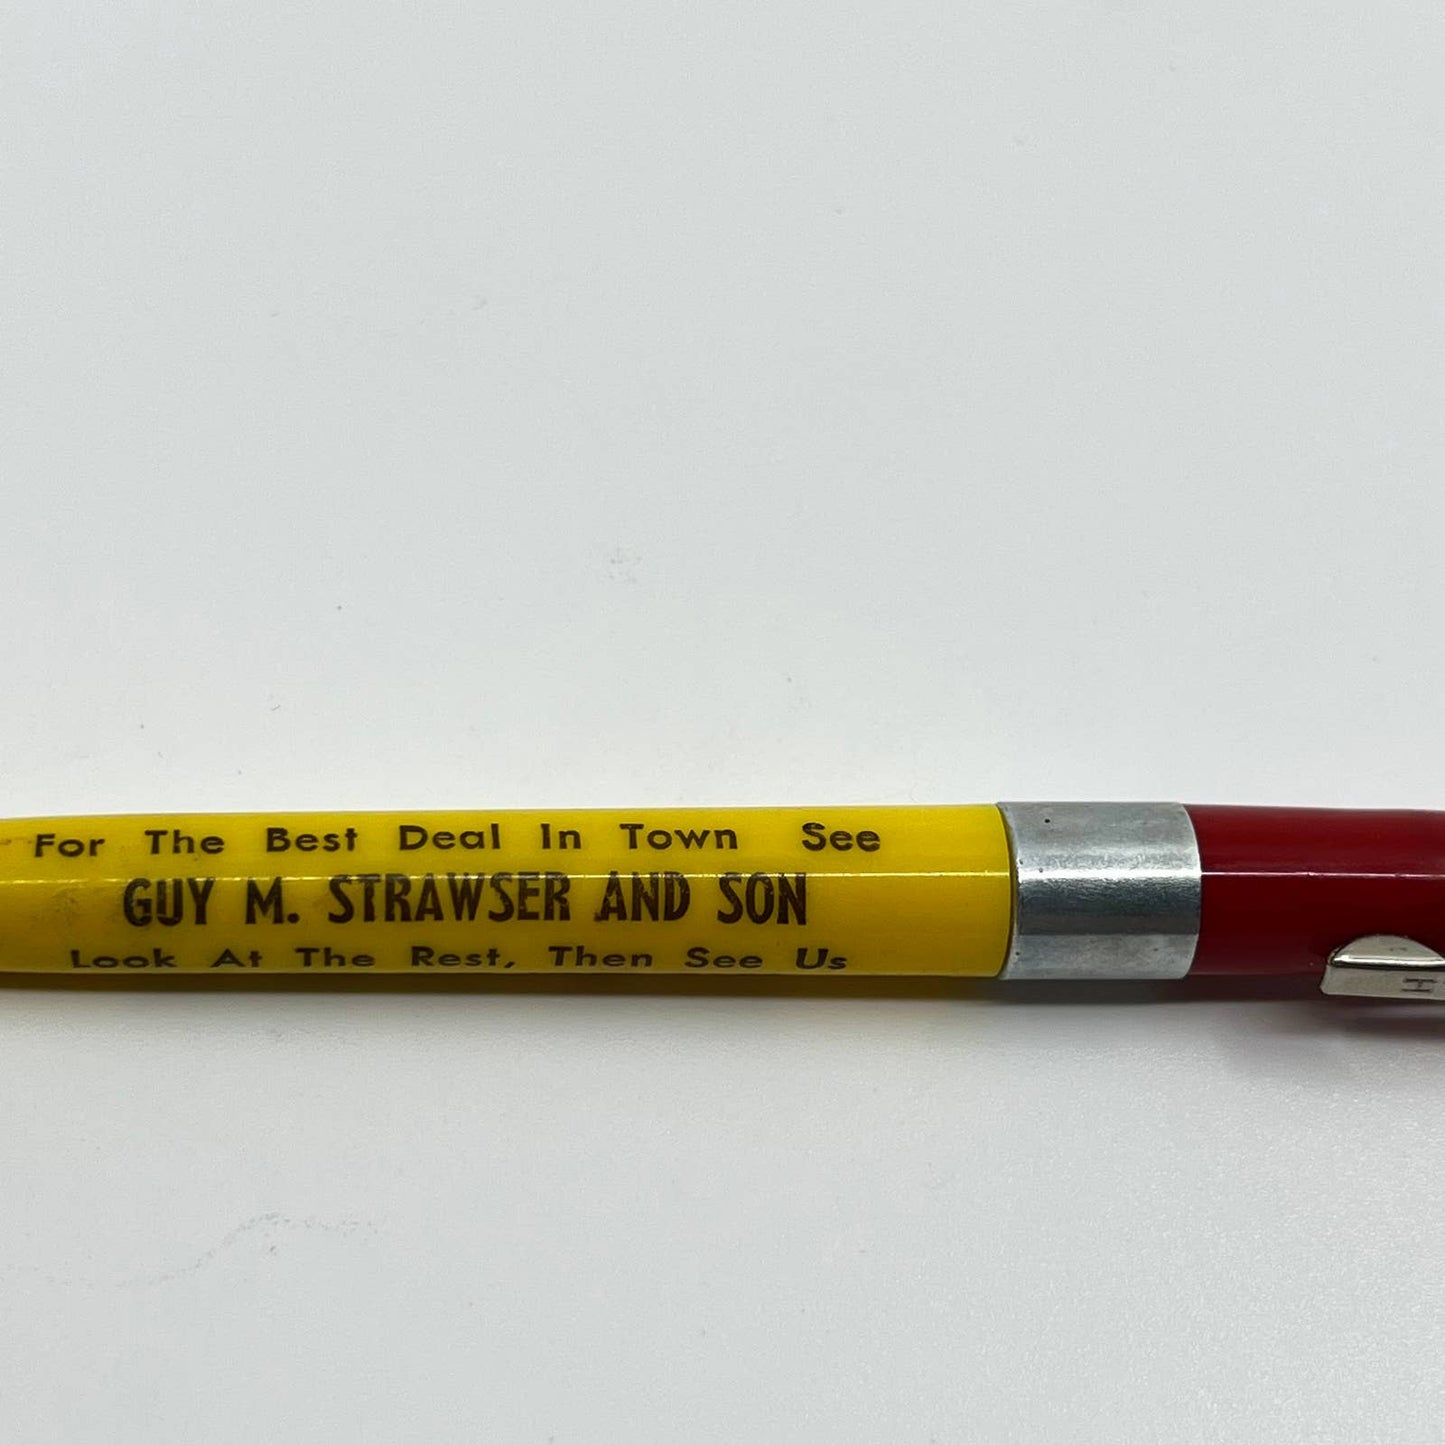 For The Best Deal In Town See
GUY M. STRAWSER AND SON
Look At The Rest, Then See Us
H